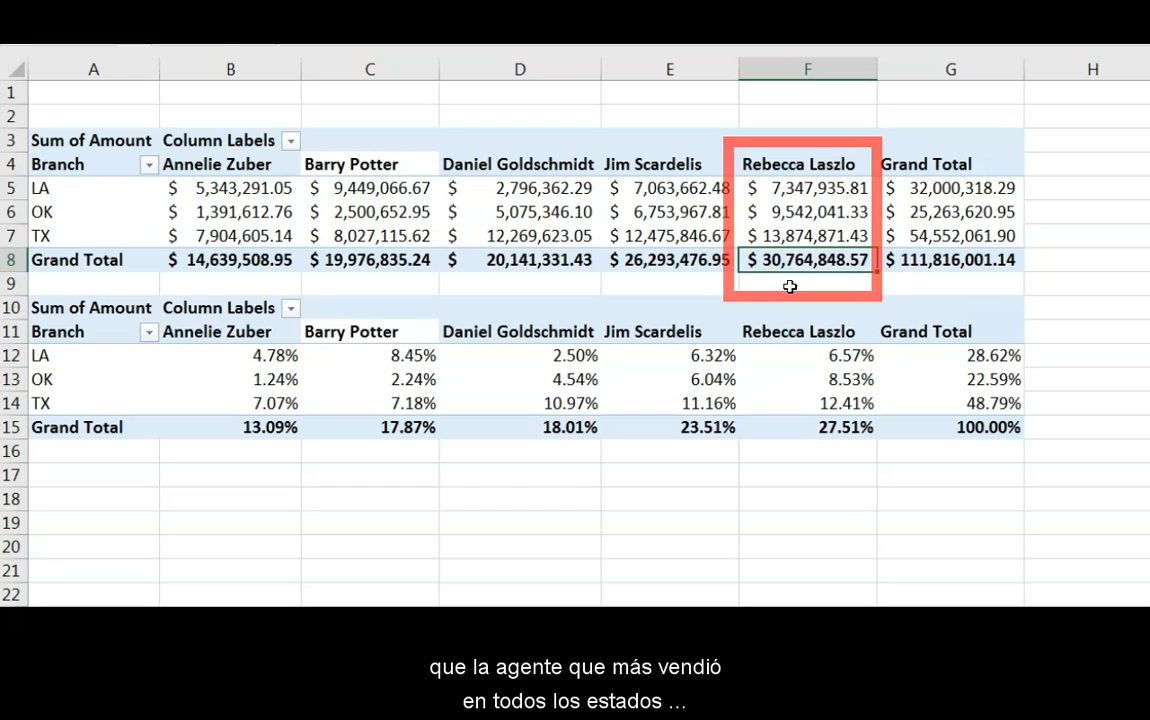 A B C D E F G H
1
2
3 Sum of Amount Column Labels
4 Branch Annelie Zuber Barry Potter Daniel Goldschmidt Jim Scardelis Rebecca Laszlo Grand Total
5 LA $ 5,343,291.05 $ 9,449,066.67 $ 2,796,362.29 $ 7,063,662.48 $ 7,347,935.81 $ 32,000,318.29
6 OK $ 1,391,612.76 $ 2,500,652.95 $ 5,075,346.10 $ 6,753,967.81 $ 9,542,041.33 $ 25,263,620.95
7 TX $ 7,904,605.14 $ 8,027,115.62 $ 12,269,623.05 $ 12,475,846.67 $ 13,874,871.43 $ 54,552,061.90
8 Grand Total $ 14,639,508.95 $ 19,976,835.24 $ 20,141,331.43 $ 26,293,476.95 $ 30,764,848.57 $ 111,816,001.14
9
10 Sum of Amount Column Labels
11 Branch Annelie Zuber Barry Potter Daniel Goldschmidt Jim Scardelis Rebecca Laszlo Grand Total
12 LA 4.78% 8.45% 2.50% 6.32% 6.57% 28.62%
13 OK 1.24% 2.24% 4.54% 6.04% 8.53% 22.59%
14 TX 7.07% 7.18% 10.97% 11.16% 12.41% 48.79%
15 Grand Total 13.09% 17.87% 18.01% 23.51% 27.51% 100.00%
16
17
18
19
20
21
22
que la agente que más vendió
en todos los estados ...